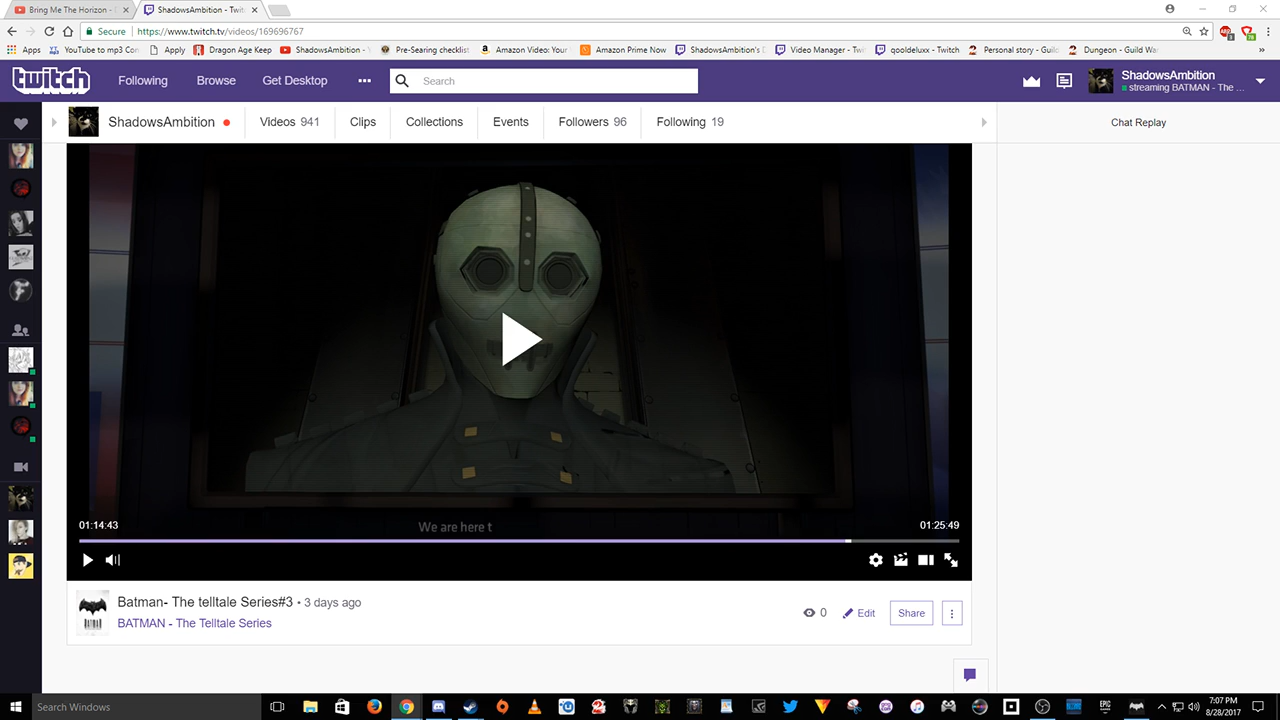 Bring Me The Horizon -
ShadowsAmbition - Twit
Secure
https://www.twitch.tv/videos/169696767
Apps
YouTube to mp3 Con
Apply
Dragon Age Keep
ShadowsAmbition - Y
Pre-Searing checklist
Amazon Video: Your
Amazon Prime Now
ShadowsAmbition's D
Video Manager - Twi
qooldeluxx - Twitch
Personal story - Guil
Dungeon - Guild War
twitch
Following
Browse
Get Desktop
Search
ShadowsAmbition
streaming BATMAN - The ...
ShadowsAmbition
Videos 941
Clips
Collections
Events
Followers 96
Following 19
Chat Replay
We are here t
01:14:43
01:25:49
Batman- The telltale Series#3 • 3 days ago
BATMAN - The Telltale Series
0
Edit
Share
Search Windows
7:07 PM
8/28/2017